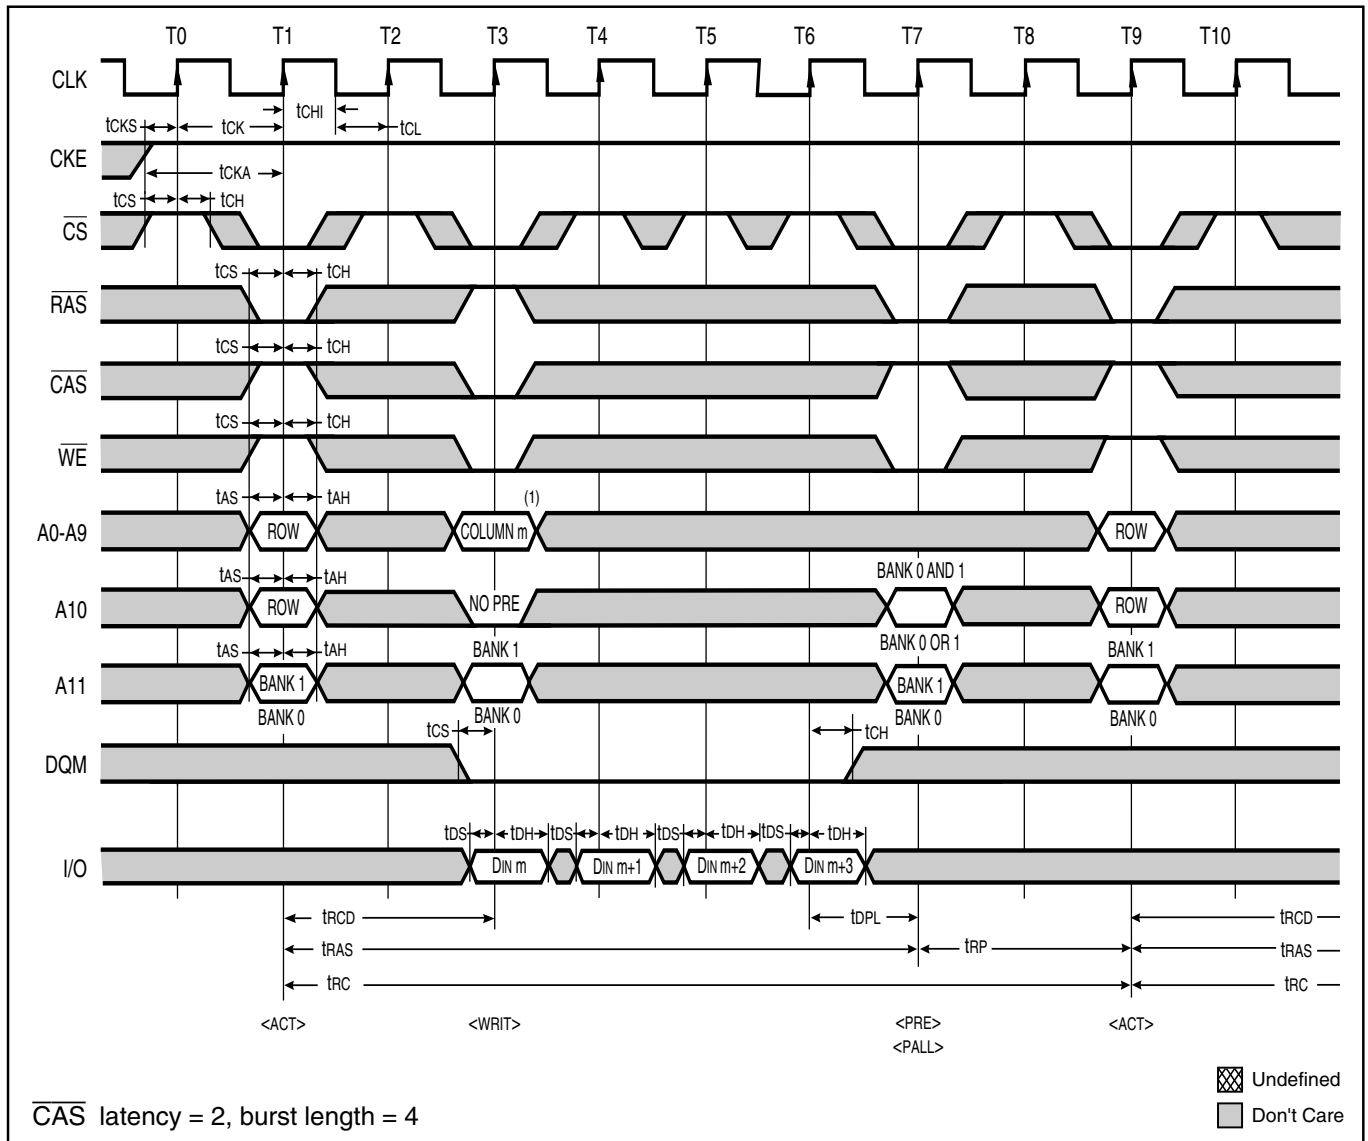 T0 T1 T2 T3 T4 T5 T6 T7 T8 T9 T10
CLK
tCHI
tCKS tCK tCL
CKE
tCKA
tCS tCH
CS
tCS tCH
RAS
tCS tCH
CAS
tCS tCH
WE
tAS tAH (1)
A0-A9 ROW COLUMN m ROW
tAS tAH BANK 0 AND 1
A10 ROW NO PRE ROW
BANK 0 OR 1
tAS tAH BANK 1 BANK 1
A11 BANK 1 BANK 1
BANK 0 BANK 0 BANK 0 BANK 0
tCS tCH
DQM
tDS tDH tDS tDH tDS tDH tDS tDH
I/O DIN m DIN m+1 DIN m+2 DIN m+3
tRCD tDPL tRCD
tRAS tRP tRAS
tRC tRC
<ACT> <WRIT> <PRE> <ACT>
<PALL>
Undefined
CAS latency = 2, burst length = 4 Don't Care